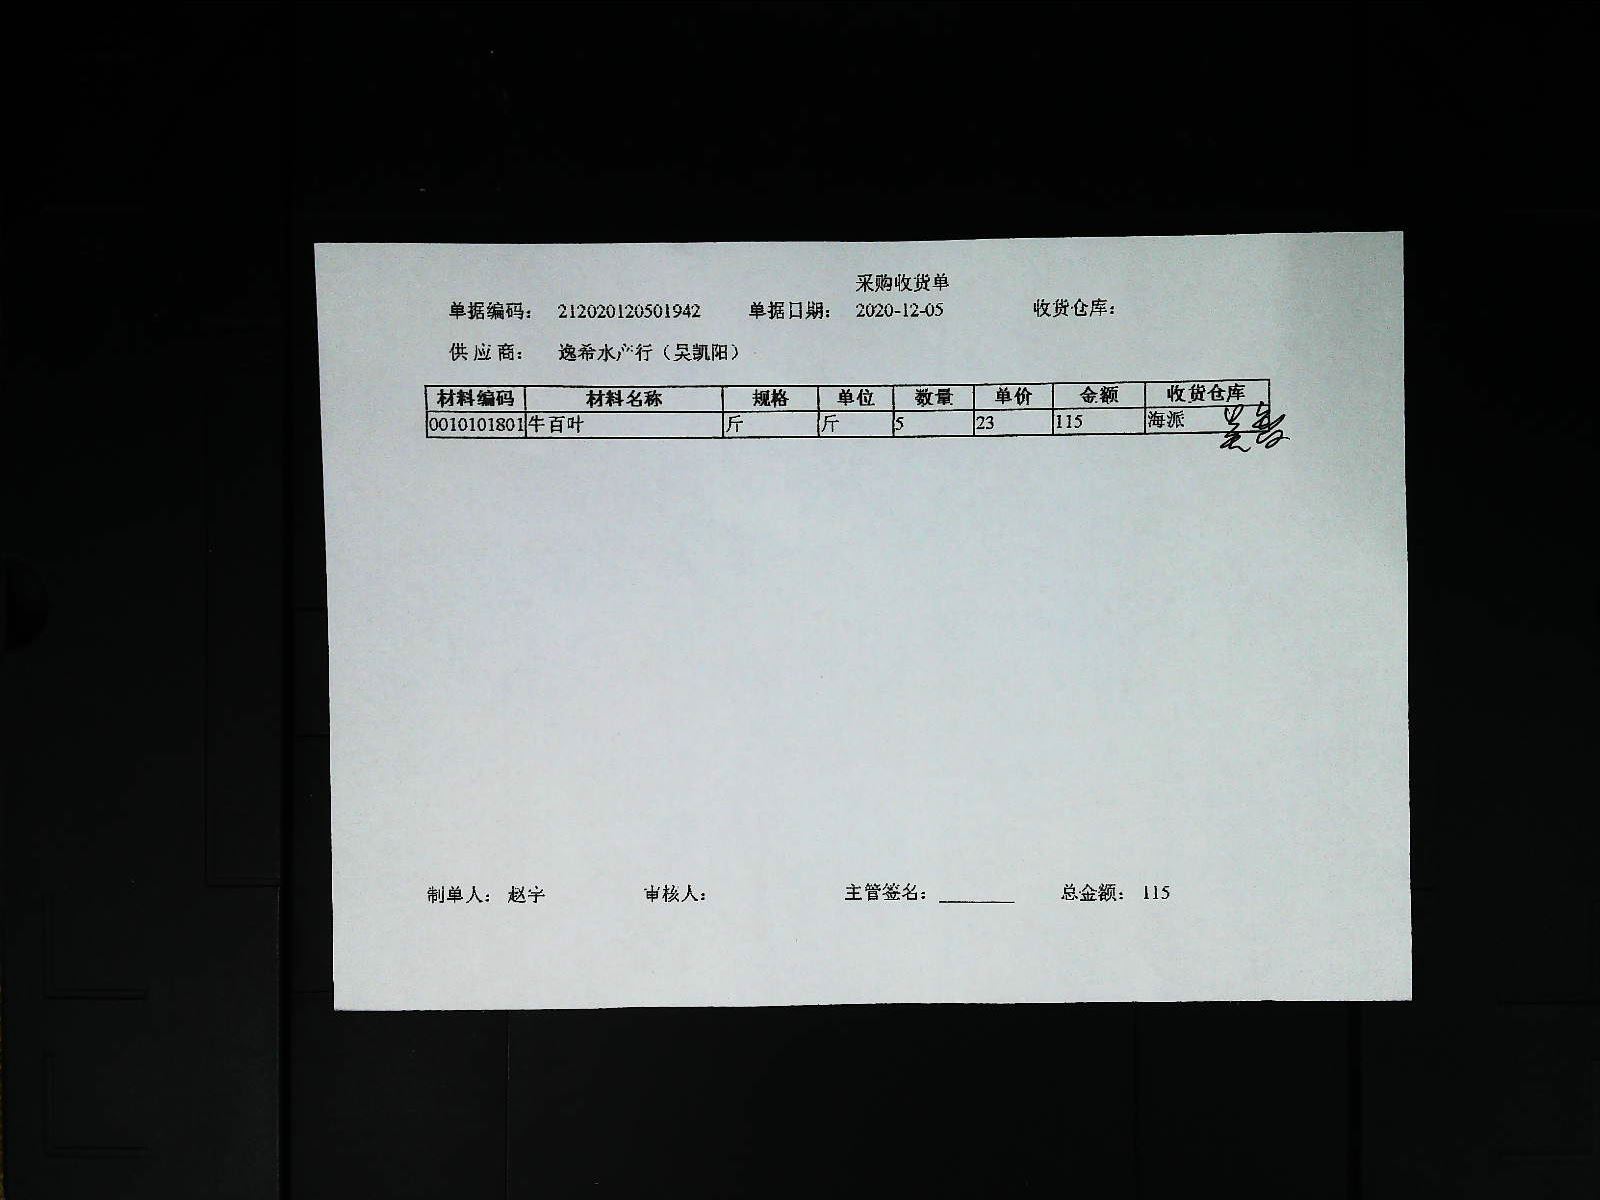 采购收货单
单据编码： 212020120501942 单据日期： 2020-12-05 收货仓库：
供应商： 逸希水产行（吴凯阳）
材料编码 材料名称 规格 单位 数量 单价 金额 收货仓库
0010101801 牛百叶 斤 斤 5 23 115 海派
制单人： 赵宇 审核人： 主管签名： 总金额： 115